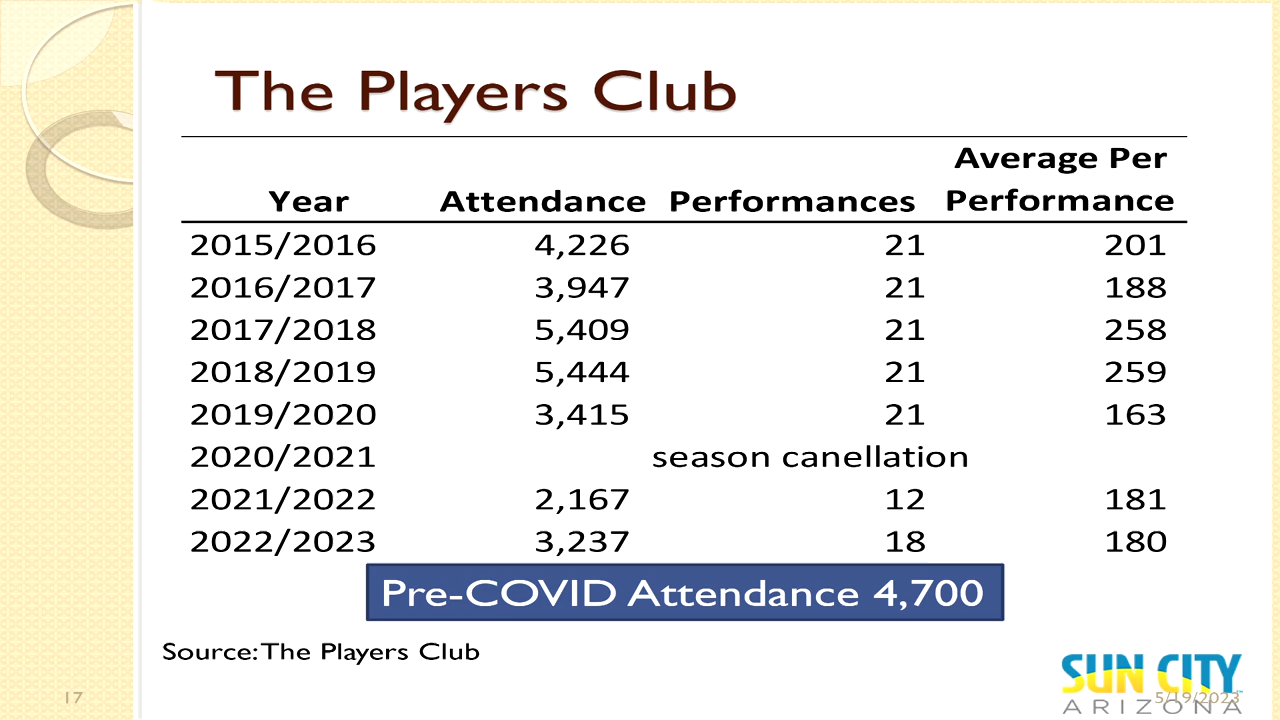 The Players Club
Average Per
Year Attendance Performances Performance
2015/2016 4,226 21 201
2016/2017 3,947 21 188
2017/2018 5,409 21 258
2018/2019 5,444 21 259
2019/2020 3,415 21 163
2020/2021 season canellation
2021/2022 2,167 12 181
2022/2023 3,237 18 180
Pre-COVID Attendance 4,700
Source: The Players Club
SUN CITY™
ARIZONA
17
5/19/2023